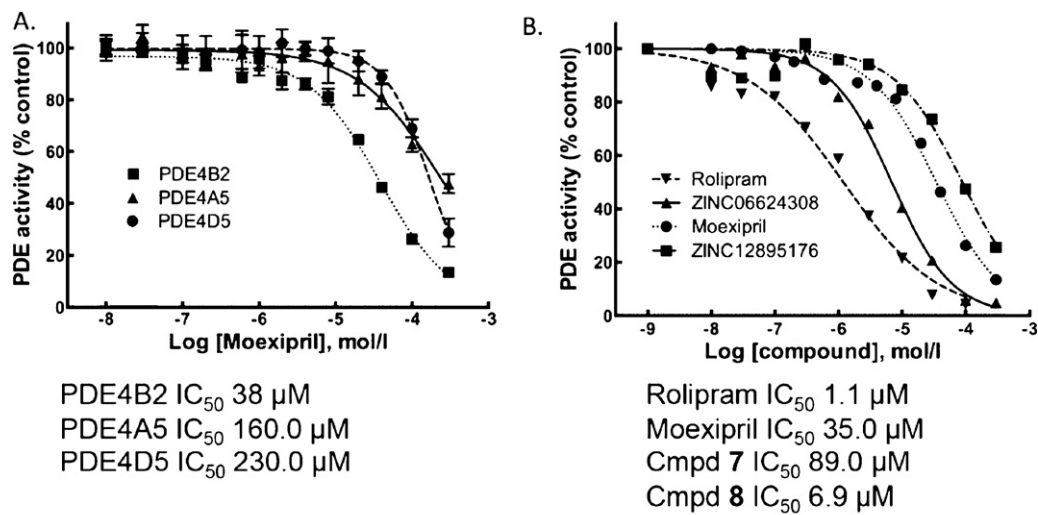 A.
PDE activity (% control)
100
80
60
40
20
0
PDE4B2
PDE4A5
PDE4D5
-8
-7
-6
-5
-4
-3
Log [Moexipril], mol/l
PDE4B2 IC50 38 µM
PDE4A5 IC50 160.0 µM
PDE4D5 IC50 230.0 µM
B.
PDE activity (% control)
100
80
60
40
20
0
Rolipram
ZINC06624308
Moexipril
ZINC12895176
-9
-8
-7
-6
-5
-4
-3
Log [compound], mol/l
Rolipram IC50 1.1 µM
Moexipril IC50 35.0 µM
Cmpd 7 IC50 89.0 µM
Cmpd 8 IC50 6.9 µM